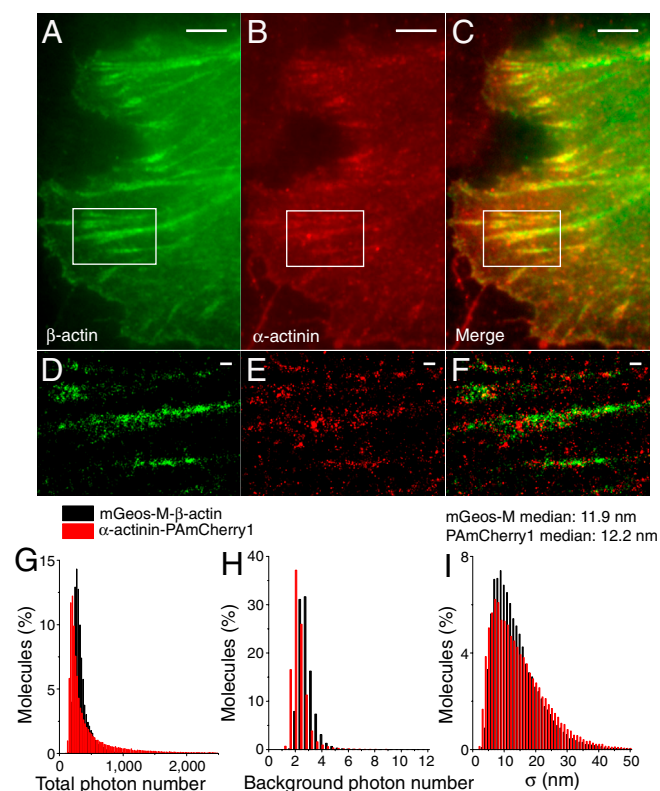 A B C
β-actin α-actinin Merge
D E F
mGeos-M-β-actin
α-actinin-PAmCherry1
mGeos-M median: 11.9 nm
PAmCherry1 median: 12.2 nm
G H I
15
10
5
0
Molecules (%)
0 1,000 2,000
Total photon number
40
30
20
10
0
Molecules (%)
0 2 4 6 8 10 12
Background photon number
8
6
4
2
0
Molecules (%)
0 10 20 30 40 50
σ (nm)